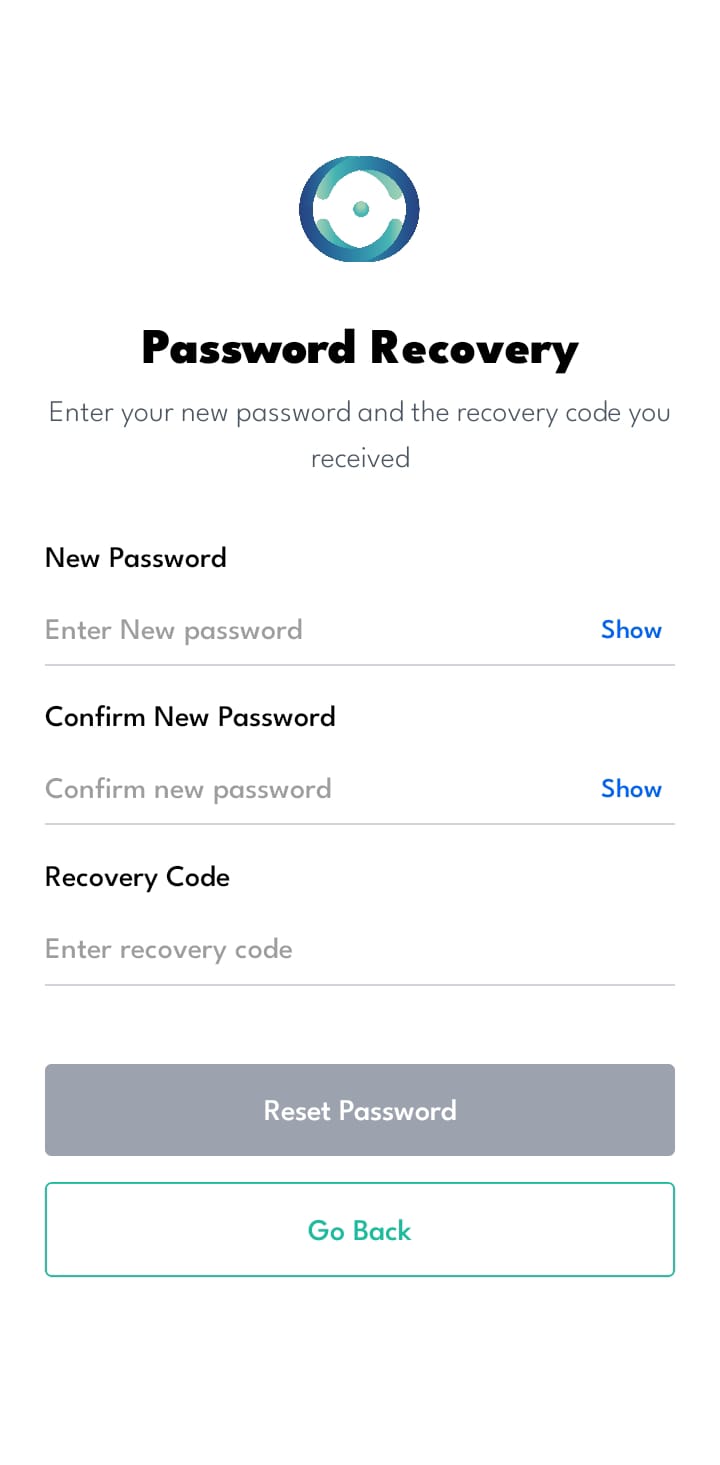 Password Recovery
Enter your new password and the recovery code you
received
New Password
Enter New password
Show
Confirm New Password
Confirm new password
Show
Recovery Code
Enter recovery code
Reset Password
Go Back